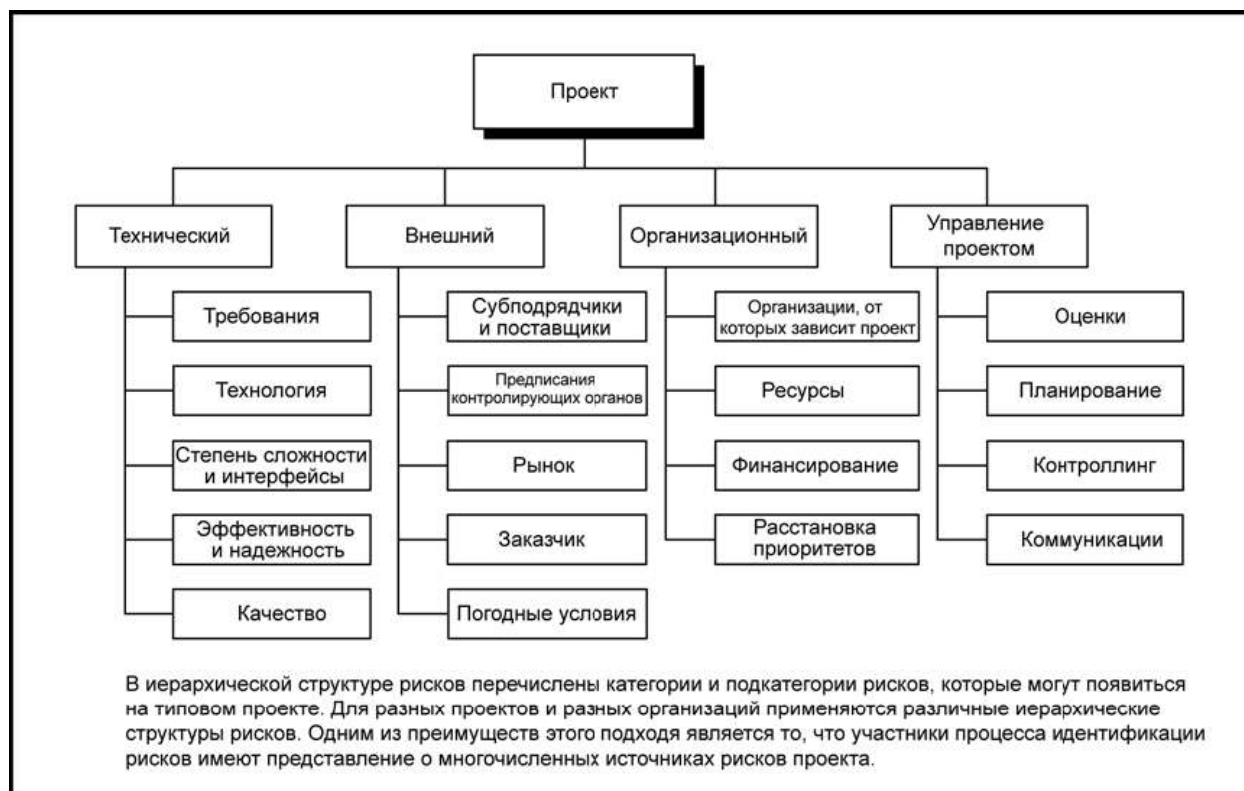 Проект
Технический
Внешний
Организационный
Управление
проектом
Требования
Технология
Степень сложности
и интерфейсы
Эффективность
и надежность
Качество
Субподрядчики
и поставщики
Предписания
контролирующих органов
Рынок
Заказчик
Погодные условия
Организации, от
которых зависит проект
Ресурсы
Финансирование
Расстановка
приоритетов
Оценки
Планирование
Контроллинг
Коммуникации
В иерархической структуре рисков перечислены категории и подкатегории рисков, которые могут появиться
на типовом проекте. Для разных проектов и разных организаций применяются различные иерархические
структуры рисков. Одним из преимуществ этого подходя является то, что участники процесса идентификации
рисков имеют представление о многочисленных источниках рисков проекта.